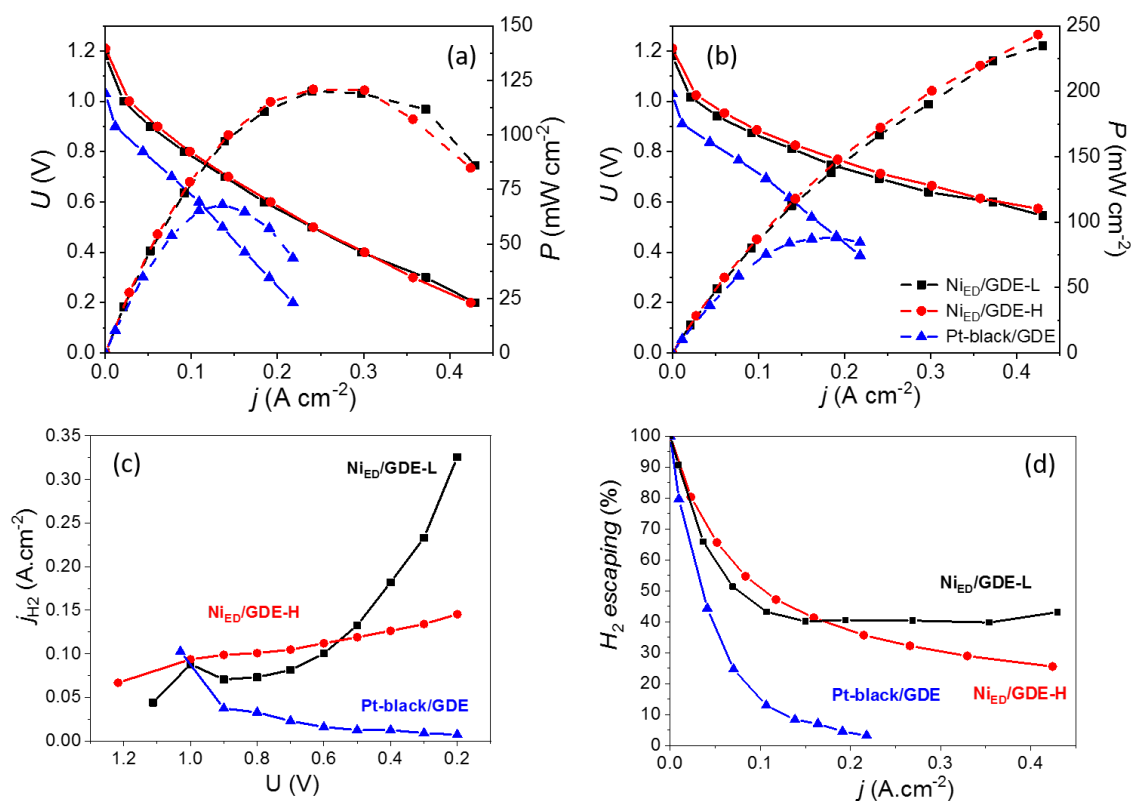 (a)
U (V)
1.2
1.0
0.8
0.6
0.4
0.2
0.0
0.0 0.1 0.2 0.3 0.4
j (A cm⁻²)
150
125
100
75
50
25
0
P (mW cm⁻²)
(b)
U (V)
1.2
1.0
0.8
0.6
0.4
0.2
0.0
0.0 0.1 0.2 0.3 0.4
j (A cm⁻²)
250
200
150
100
50
0
P (mW cm⁻²)
Ni_ED/GDE-L
Ni_ED/GDE-H
Pt-black/GDE
(c)
j_H2 (A.cm⁻²)
0.35
0.30
0.25
0.20
0.15
0.10
0.05
0.00
1.2 1.0 0.8 0.6 0.4 0.2
U (V)
Ni_ED/GDE-L
Ni_ED/GDE-H
Pt-black/GDE
(d)
H₂ escaping (%)
100
90
80
70
60
50
40
30
20
10
0
0.0 0.1 0.2 0.3 0.4
j (A.cm⁻²)
Ni_ED/GDE-L
Pt-black/GDE
Ni_ED/GDE-H